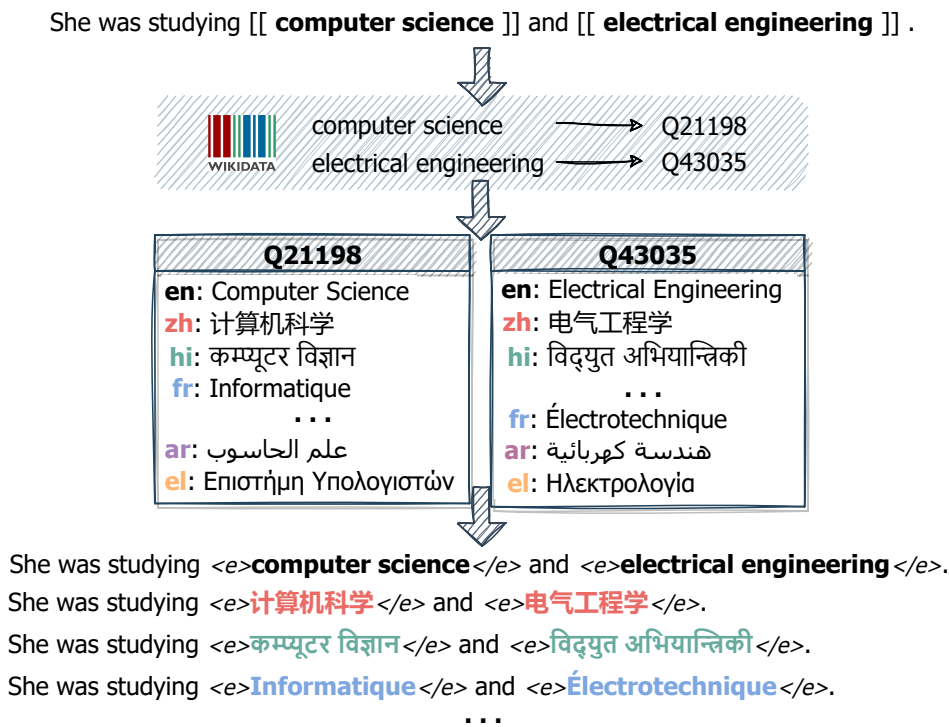 She was studying [[ computer science ]] and [[ electrical engineering ]] .
WIKIDATA
computer science Q21198
electrical engineering Q43035
Q21198
en: Computer Science
zh: 计算机科学
hi: कम्प्यूटर विज्ञान
fr: Informatique
...
ar: علم الحاسوب
el: Επιστήμη Υπολογιστών
Q43035
en: Electrical Engineering
zh: 电气工程学
hi: विद्युत अभियान्त्रिकी
...
fr: Électrotechnique
ar: هندسة كهربائية
el: Ηλεκτρολογία
She was studying <e>computer science</e> and <e>electrical engineering</e>.
She was studying <e>计算机科学</e> and <e>电气工程学</e>.
She was studying <e>कम्प्यूटर विज्ञान</e> and <e>विद्युत अभियान्त्रिकी</e>.
She was studying <e>Informatique</e> and <e>Électrotechnique</e>.
...